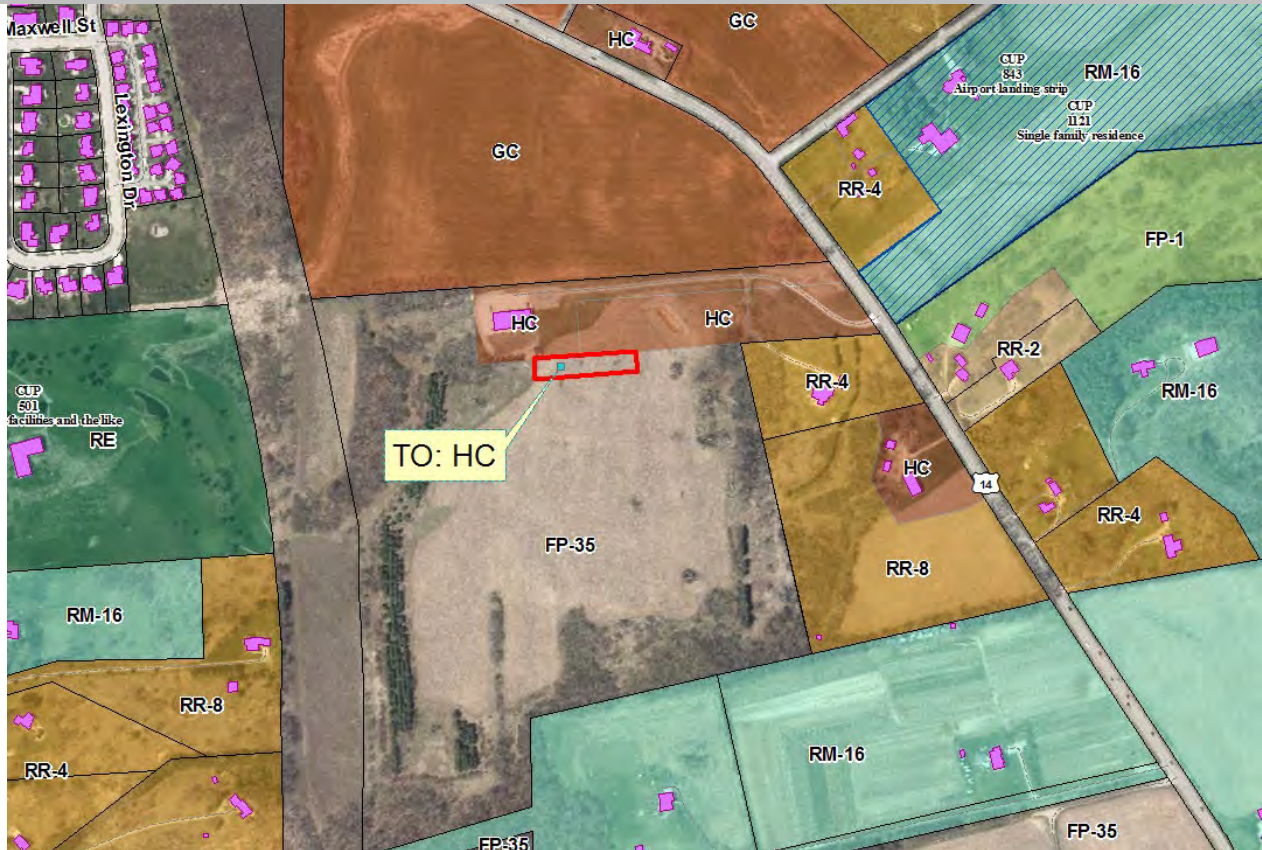 Maxwell St
HC
GC
CUP
843
Airport landing strip
RM-16
CUP
1121
Single family residence
Lexington Dr
GC
RR-4
FP-1
HC
HC
RR-2
RR-4
RM-16
CUP
501
facilities and the like
RE
TO: HC
HC
14
RR-4
FP-35
RR-8
RM-16
RR-8
RM-16
RR-4
FP-35
FP-35